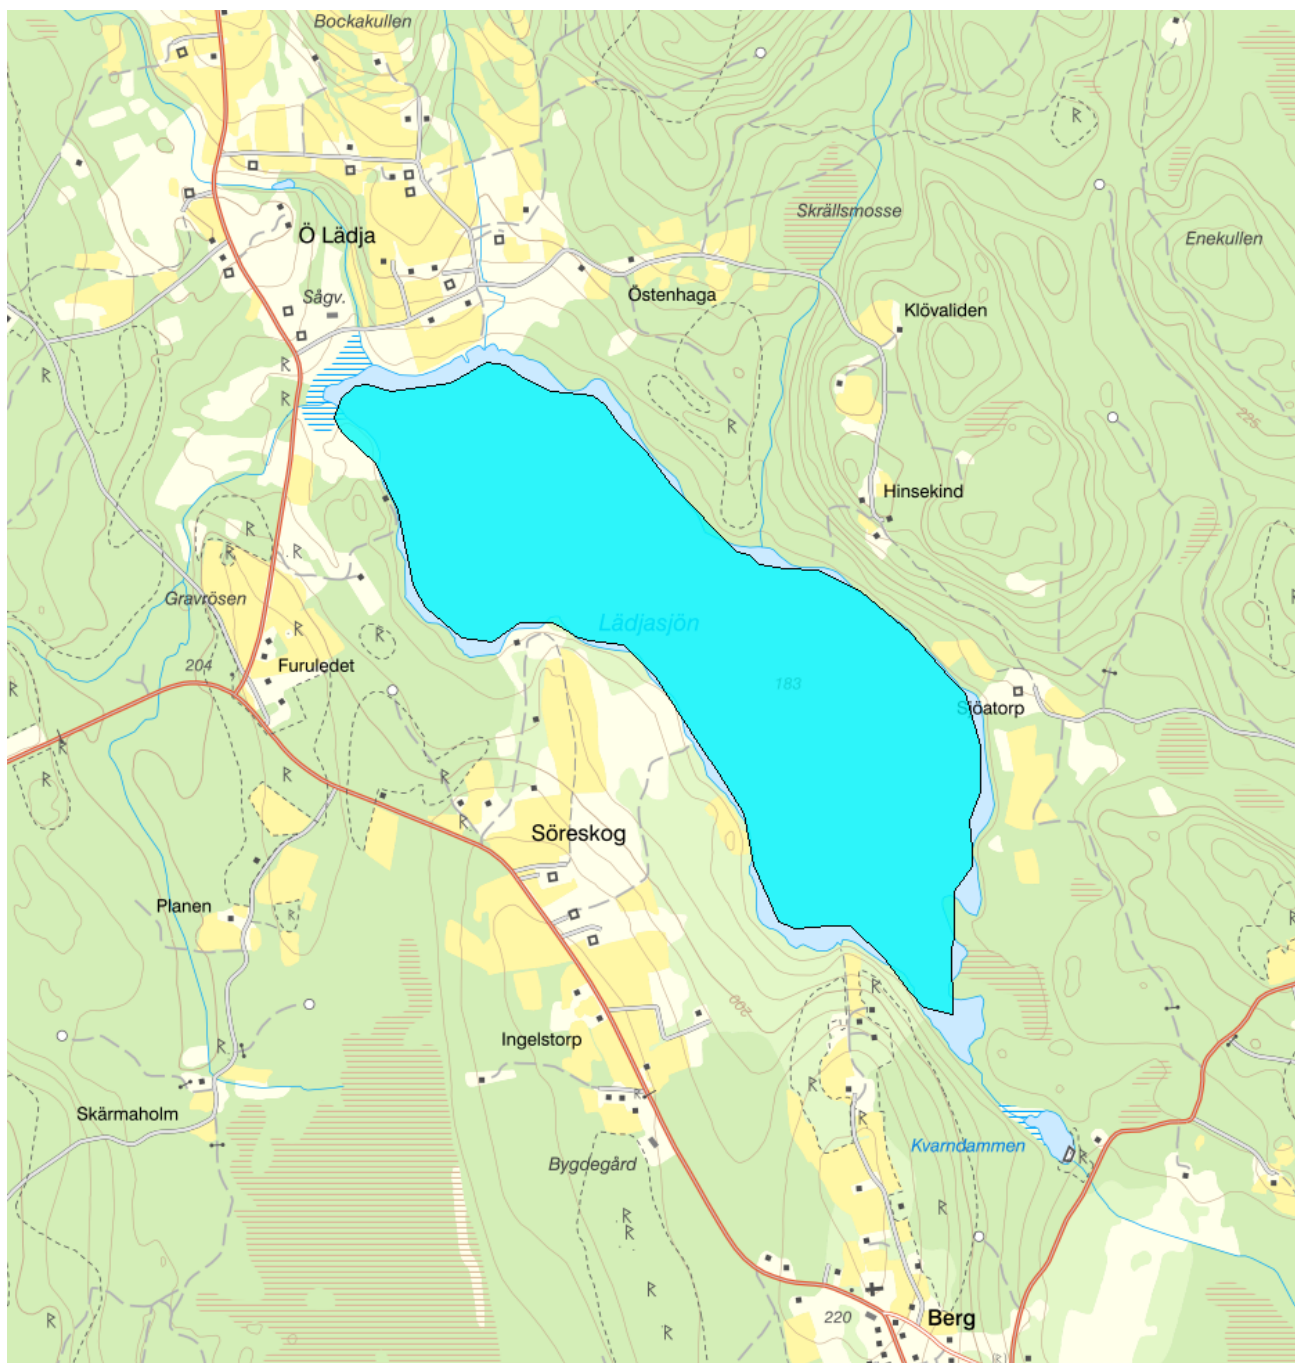 Bockakullen
Skrällsmosse
Enekullen
Ö Lädja
Sågv.
Östenhaga
Klövaliden
225
Hinsekind
Gravrösen
Lädjasjön
204
Furuledet
183
Sjöatorp
Söreskog
Planen
200
Ingelstorp
Skärmaholm
Kvarndammen
Bygdegård
220
Berg